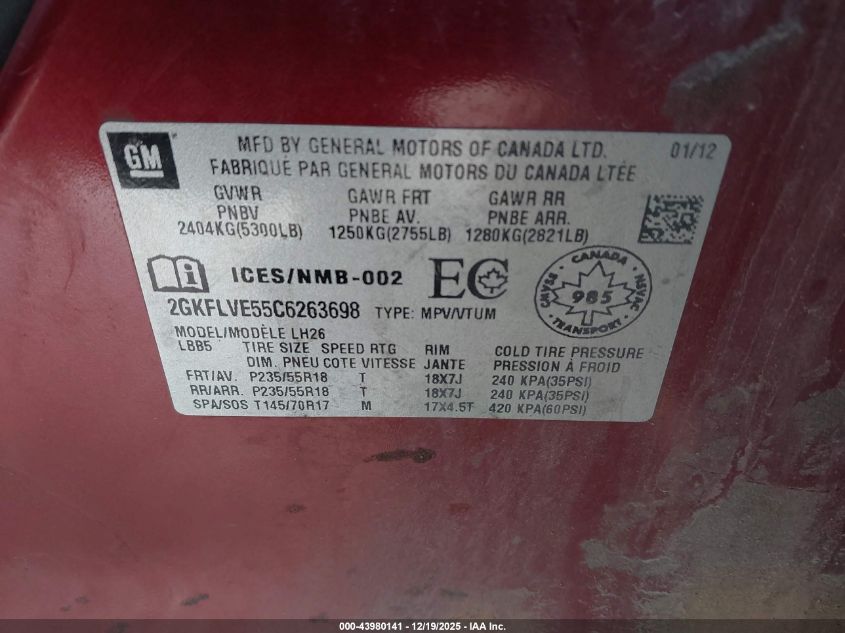 GM
MFD BY GENERAL MOTORS OF CANADA LTD. 01/12
FABRIQUÉ PAR GENERAL MOTORS DU CANADA LTÉE
GVWR GAWR FRT GAWR RR
PNBV PNBE AV. PNBE ARR.
2404KG(5300LB) 1250KG(2755LB) 1280KG(2821LB)
ICES/NMB-002 EC
CANADA
NSVAC
985
SVMVC
TRANSPORT
2GKFLVE55C6263698 TYPE: MPV/VTUM
MODEL/MODÈLE LH26
LBB5 TIRE SIZE SPEED RTG RIM COLD TIRE PRESSURE
DIM. PNEU COTE VITESSE JANTE PRESSION À FROID
FRT/AV. P235/55R18 T 18X7J 240 KPA(35PSI)
RR/ARR. P235/55R18 T 18X7J 240 KPA(35PSI)
SPA/SOS T145/70R17 M 17X4.5T 420 KPA(60PSI)
000-43980141 - 12/19/2025 - IAA Inc.